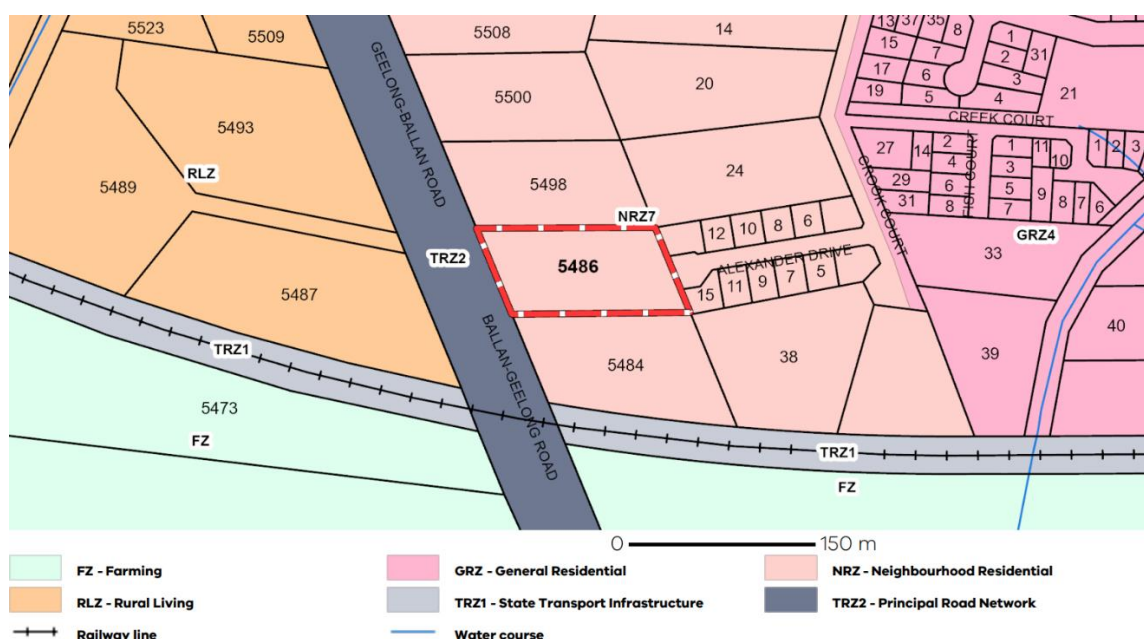 5523
5509
5508
14
13
37
35
8
15
7
17
6
19
5
1
2
31
3
4
21
CREEK COURT
GEELONG-BALLAN ROAD
5493
5500
20
RLZ
5489
5498
24
CROOK COURT
27
14
2
4
29
6
31
8
FISH COURT
1
3
5
7
11
10
9
8
7
6
1
2
3
GRZ4
NRZ7
12
10
8
6
ALEXANDER DRIVE
TRZ2
5486
15
11
9
7
5
33
5487
5484
38
39
40
TRZ1
BALLAN-GEELONG ROAD
5473
FZ
TRZ1
FZ
0 150 m
FZ - Farming
GRZ - General Residential
NRZ - Neighbourhood Residential
RLZ - Rural Living
TRZ1 - State Transport Infrastructure
TRZ2 - Principal Road Network
Railway line
Water course